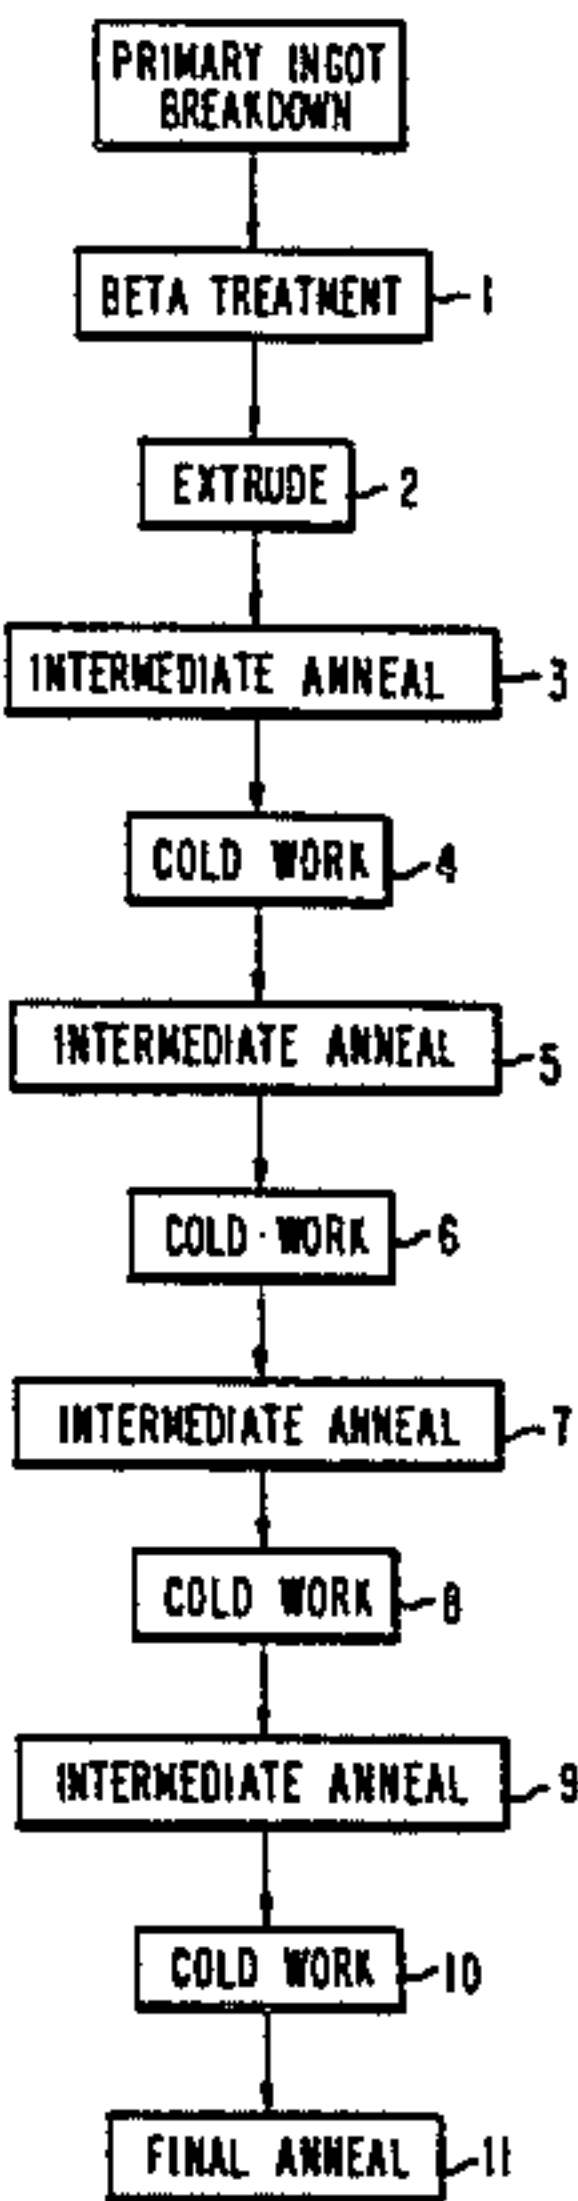 PRIMARY INGOT
BREAKDOWN
BETA TREATMENT
1
EXTRUDE
2
INTERMEDIATE ANNEAL
3
COLD WORK
4
INTERMEDIATE ANNEAL
5
COLD WORK
6
INTERMEDIATE ANNEAL
7
COLD WORK
8
INTERMEDIATE ANNEAL
9
COLD WORK
10
FINAL ANNEAL
11